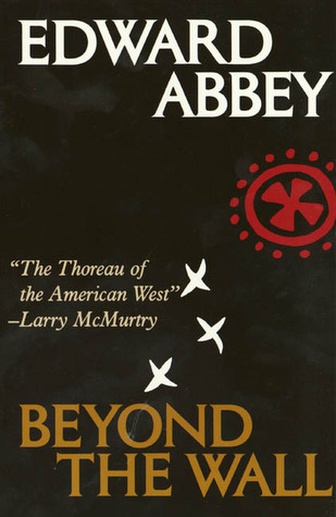 EDWARD
ABBEY
“The Thoreau of
the American West”
–Larry McMurtry
BEYOND
THE WALL